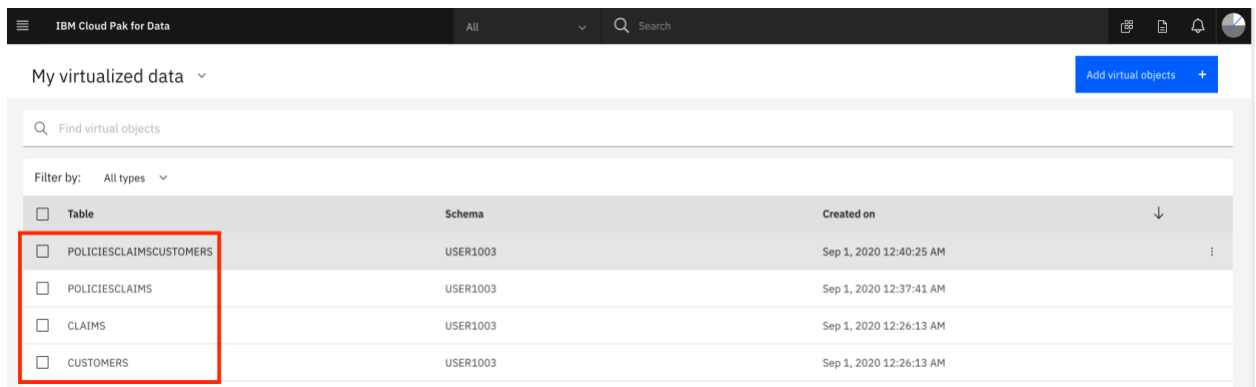 IBM Cloud Pak for Data All Search
My virtualized data Add virtual objects +
Find virtual objects
Filter by: All types
Table Schema Created on
POLICIESCLAIMSCUSTOMERS USER1003 Sep 1, 2020 12:40:25 AM
POLICIESCLAIMS USER1003 Sep 1, 2020 12:37:41 AM
CLAIMS USER1003 Sep 1, 2020 12:26:13 AM
CUSTOMERS USER1003 Sep 1, 2020 12:26:13 AM